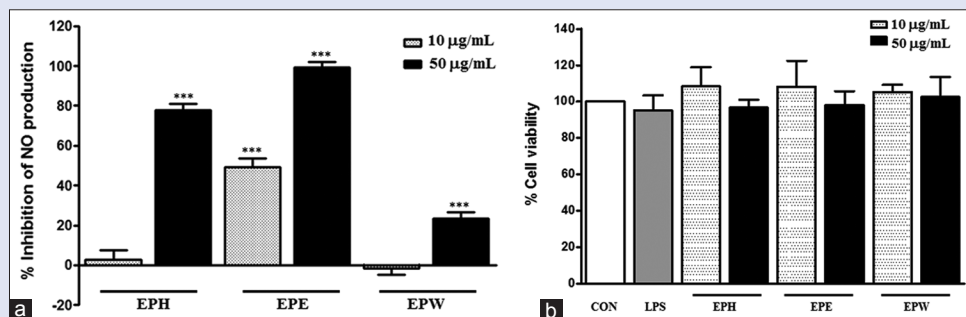 % Inhibition of NO production
120
100
80
60
40
20
0
-20
10 µg/mL
50 µg/mL
***
***
***
***
EPH
EPE
EPW
a
% Cell viability
140
120
100
80
60
40
20
0
10 µg/mL
50 µg/mL
CON
LPS
EPH
EPE
EPW
b